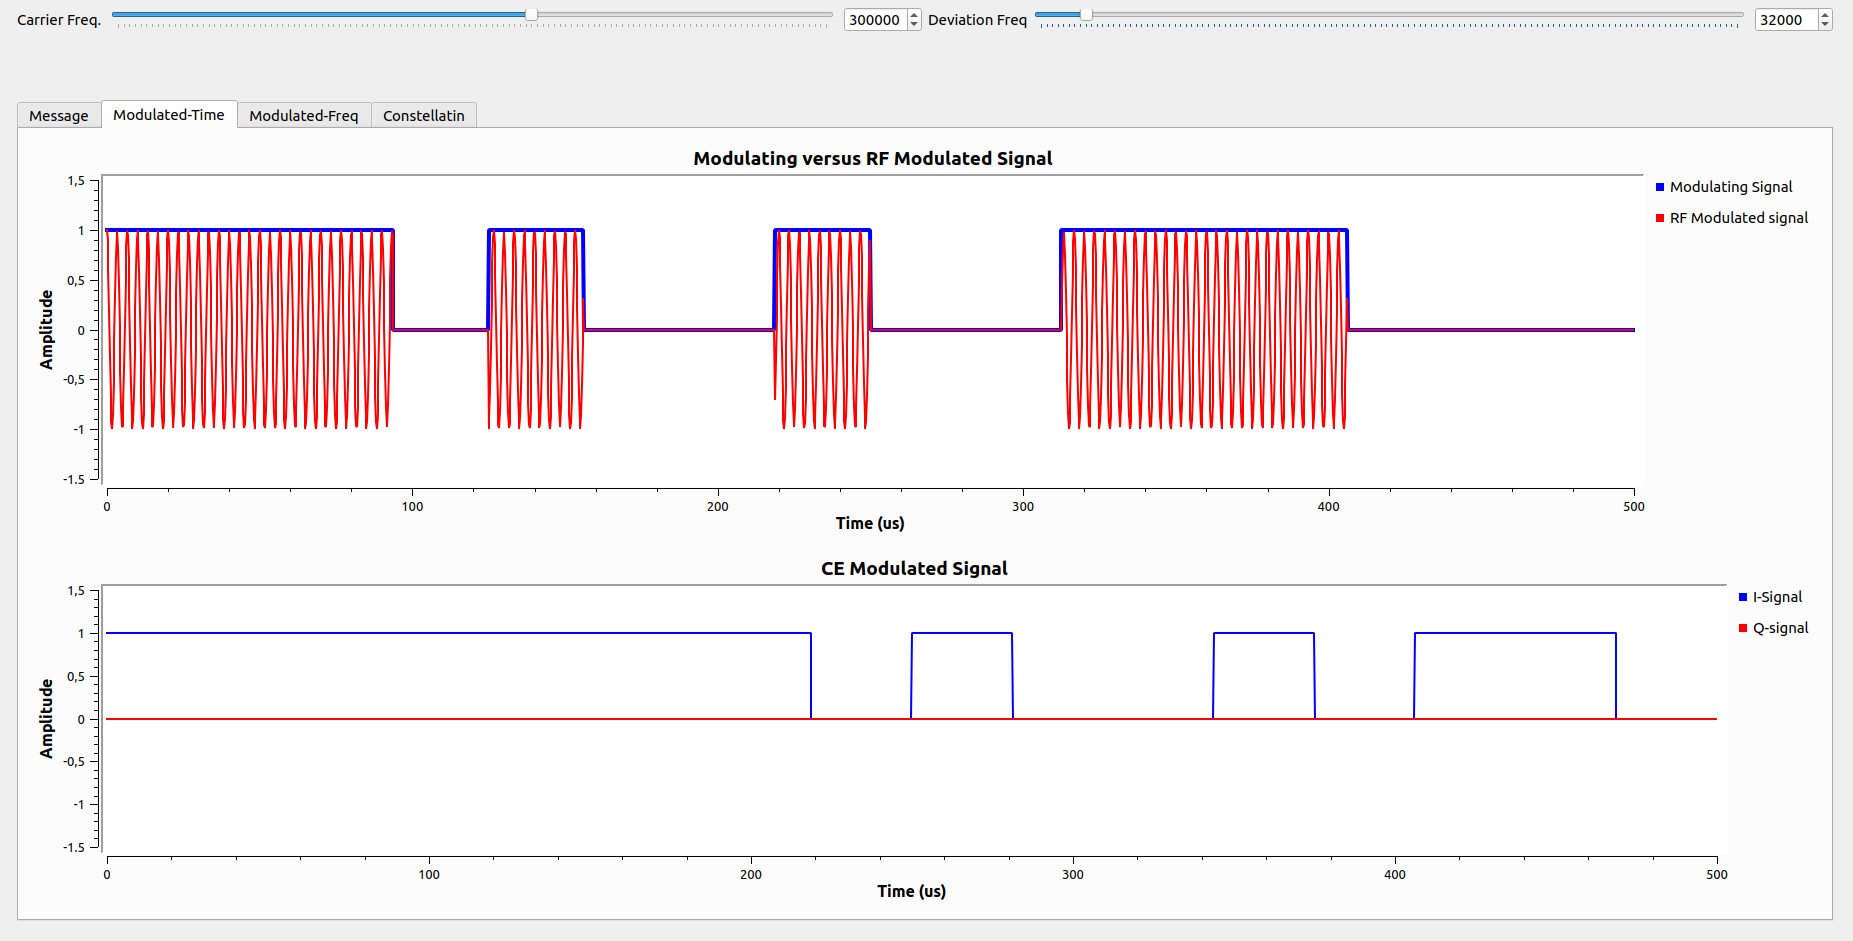 Carrier Freq. 300000 Deviation Freq 32000
Message Modulated-Time Modulated-Freq Constellatin
Modulating versus RF Modulated Signal
1,5
1
0,5
0
-0,5
-1
-1.5
Amplitude
Modulating Signal
RF Modulated signal
0 100 200 300 400 500
Time (us)
CE Modulated Signal
1,5
1
0,5
0
-0,5
-1
-1.5
Amplitude
I-Signal
Q-signal
0 100 200 300 400 500
Time (us)